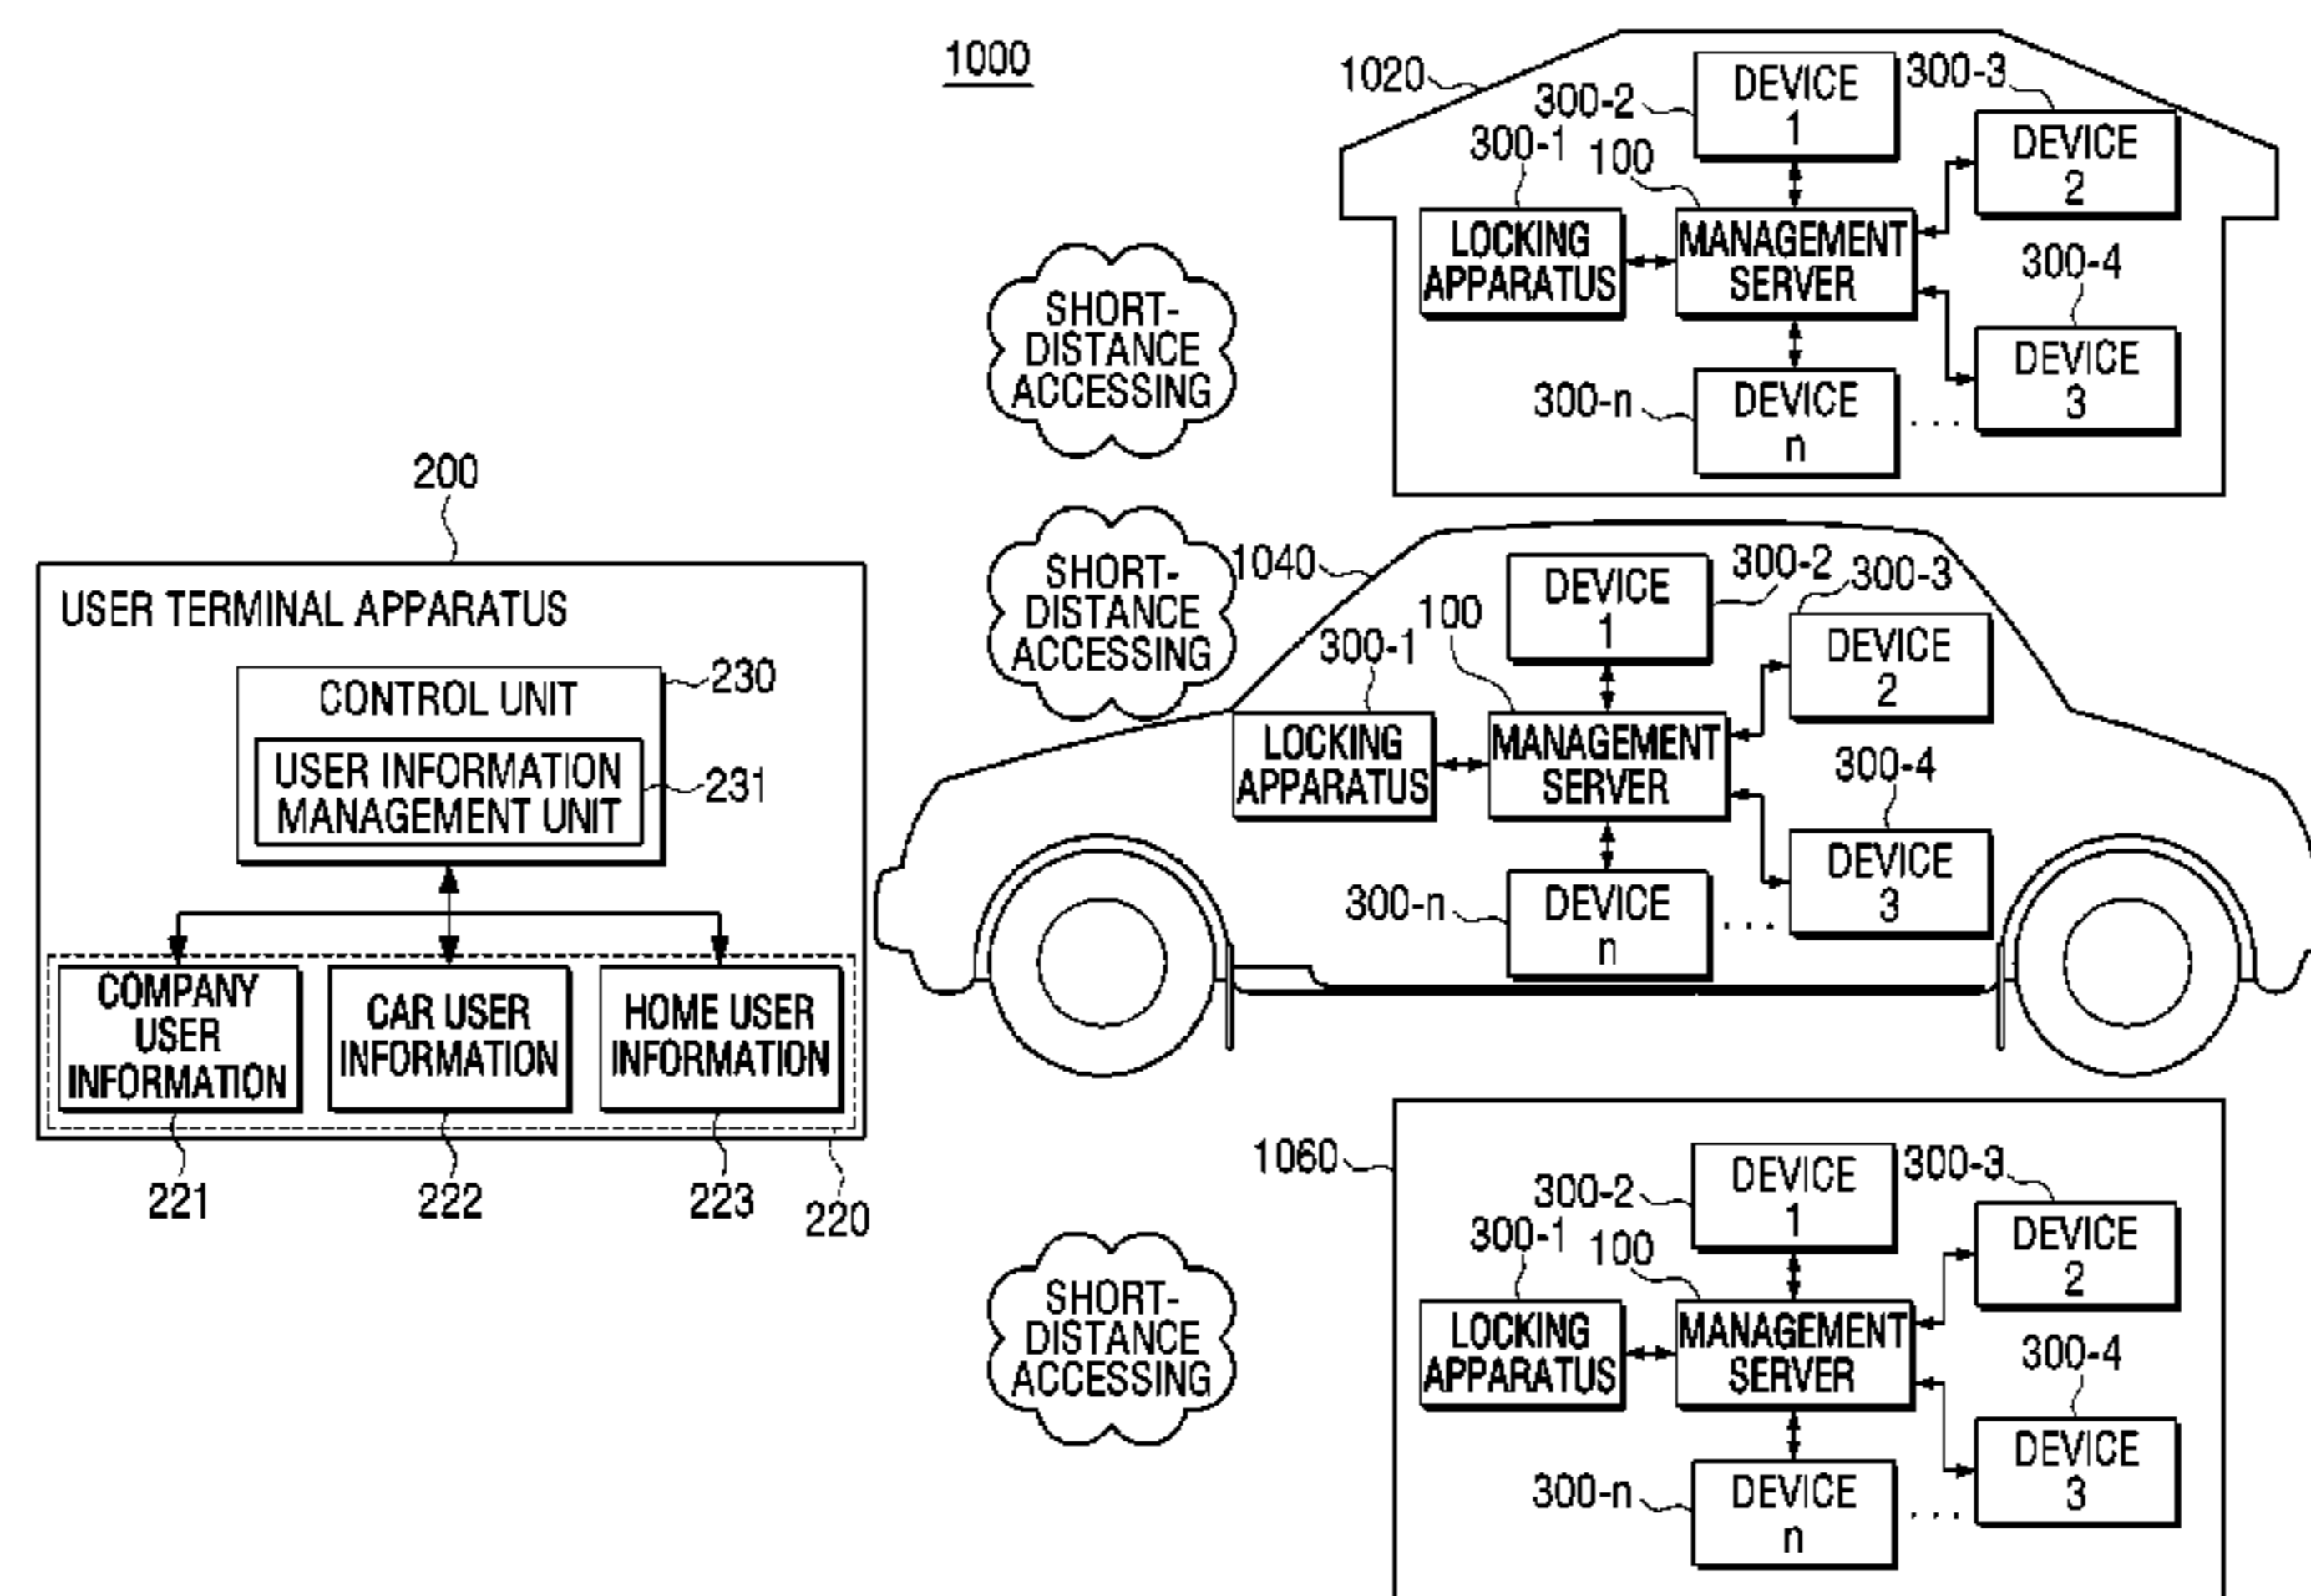 1000
200
USER TERMINAL APPARATUS
CONTROL UNIT
230
USER INFORMATION
MANAGEMENT UNIT
231
COMPANY
USER
INFORMATION
CAR USER
INFORMATION
HOME USER
INFORMATION
221
222
223
220
SHORT-
DISTANCE
ACCESSING
1020
300-2
DEVICE
1
300-3
DEVICE
2
300-1
100
LOCKING
APPARATUS
MANAGEMENT
SERVER
300-4
DEVICE
3
300-n
DEVICE
n
...
SHORT-
DISTANCE
ACCESSING
1040
DEVICE
1
300-2
300-3
DEVICE
2
300-1
100
LOCKING
APPARATUS
MANAGEMENT
SERVER
300-4
DEVICE
3
300-n
DEVICE
n
...
SHORT-
DISTANCE
ACCESSING
1060
300-2
DEVICE
1
300-3
DEVICE
2
300-1
100
LOCKING
APPARATUS
MANAGEMENT
SERVER
300-4
DEVICE
3
300-n
DEVICE
n
...